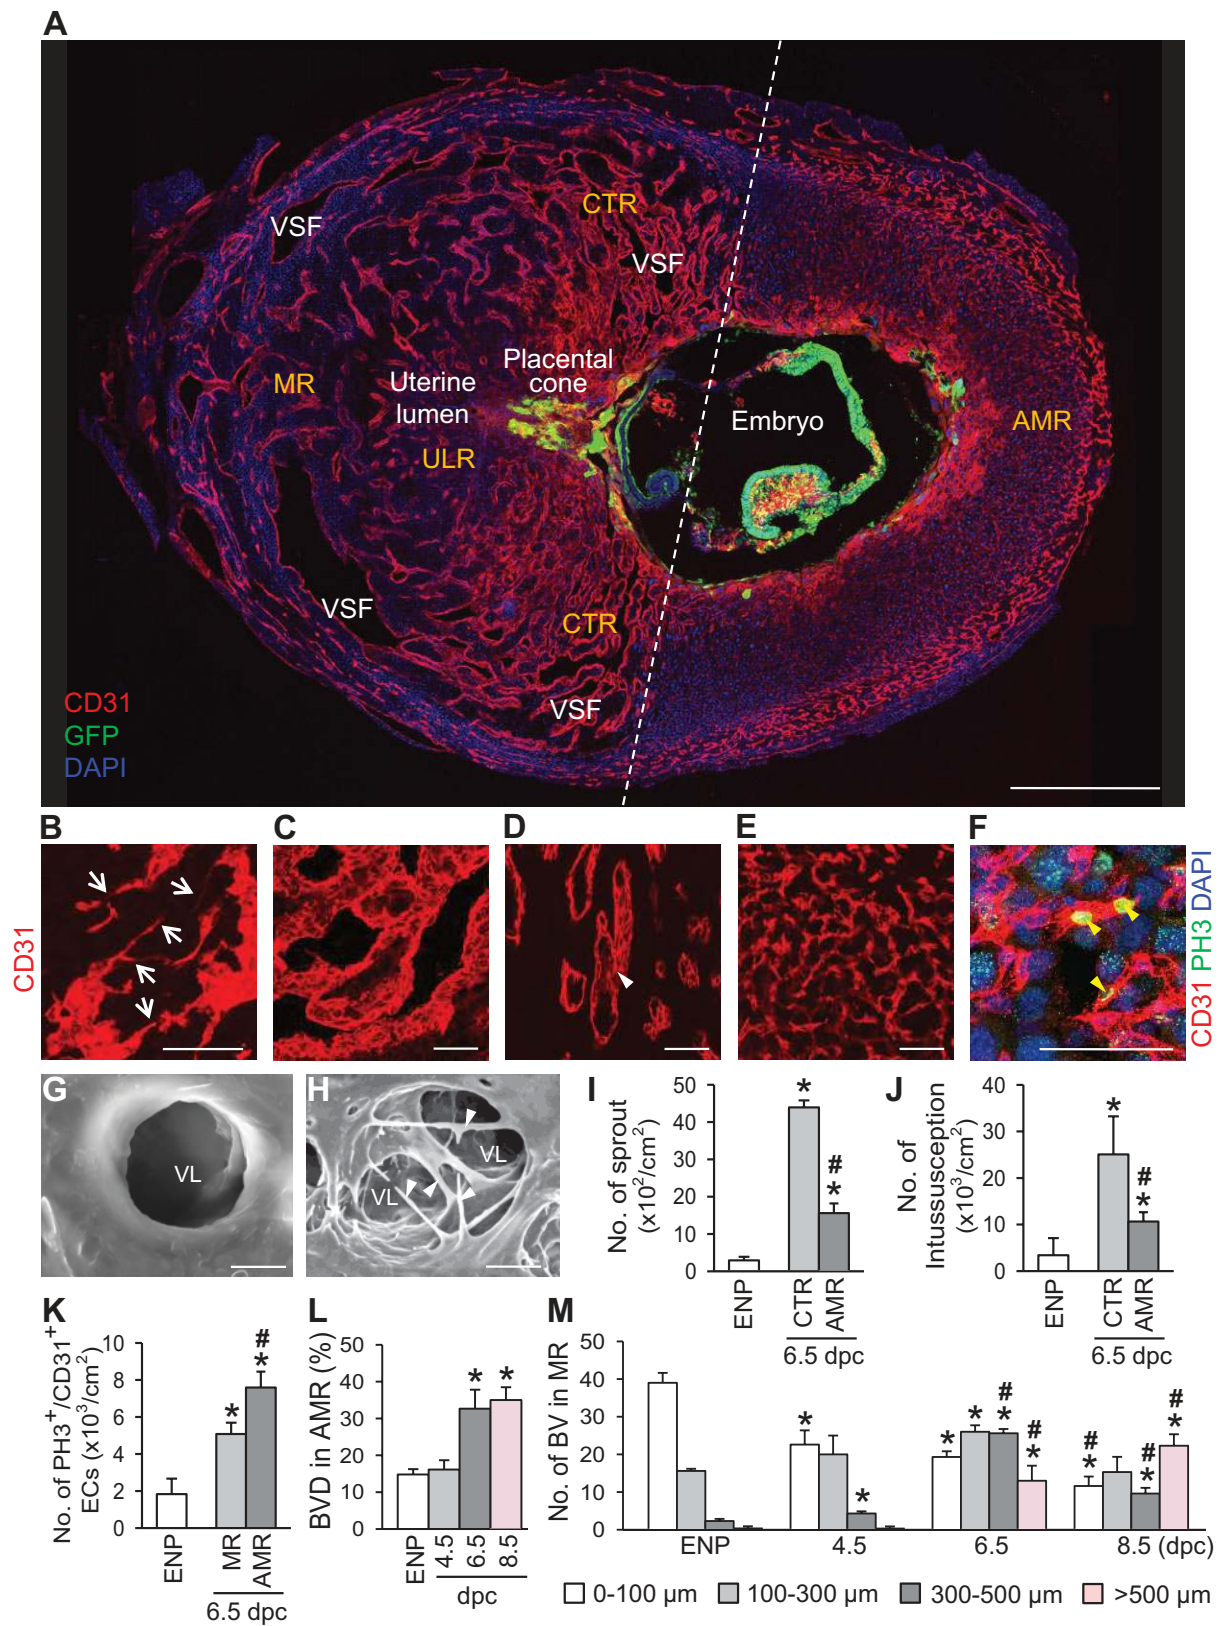 A
VSF
CTR
VSF
MR
Uterine
lumen
Placental
cone
ULR
Embryo
AMR
VSF
CTR
VSF
CD31
GFP
DAPI
B
C
D
E
F
CD31
CD31 PH3 DAPI
G
VL
H
VL
VL
I
No. of sprout
(x10²/cm²)
50
40
30
20
10
0
*
#
*
ENP
CTR
AMR
6.5 dpc
J
No. of
Intussusception
(x10³/cm²)
40
30
20
10
0
*
#
*
ENP
CTR
AMR
6.5 dpc
K
No. of PH3⁺/CD31⁺
ECs (x10³/cm²)
10
8
6
4
2
0
*
#
*
ENP
MR
AMR
6.5 dpc
L
BVD in AMR (%)
50
40
30
20
10
0
*
*
ENP
4.5
6.5
8.5
dpc
M
No. of BV in MR
50
40
30
20
10
0
*
*
*
*
#
*
#
*
#
*
#
*
#
*
ENP
4.5
6.5
8.5 (dpc)
0-100 µm
100-300 µm
300-500 µm
>500 µm